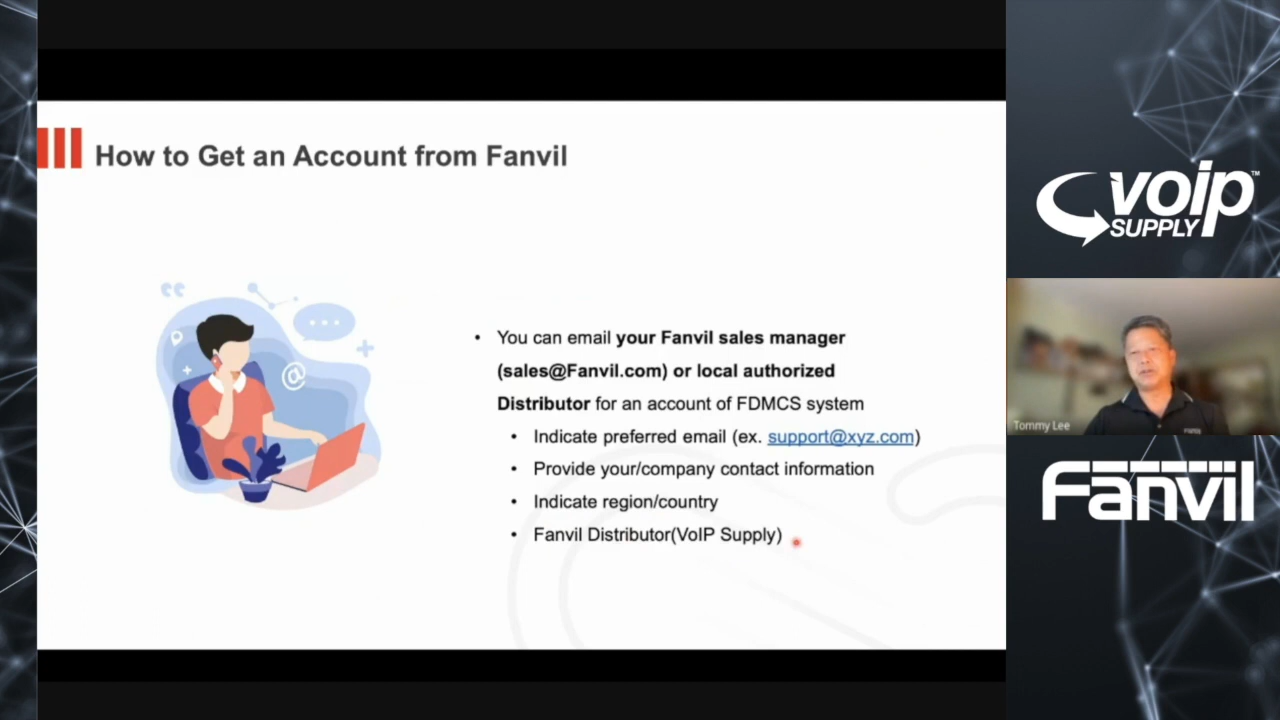 How to Get an Account from Fanvil
@
• You can email your Fanvil sales manager
(sales@Fanvil.com) or local authorized
Distributor for an account of FDMCS system
• Indicate preferred email (ex. support@xyz.com)
• Provide your/company contact information
• Indicate region/country
• Fanvil Distributor(VoIP Supply)
voip™
SUPPLY
Tommy Lee
Fanvil